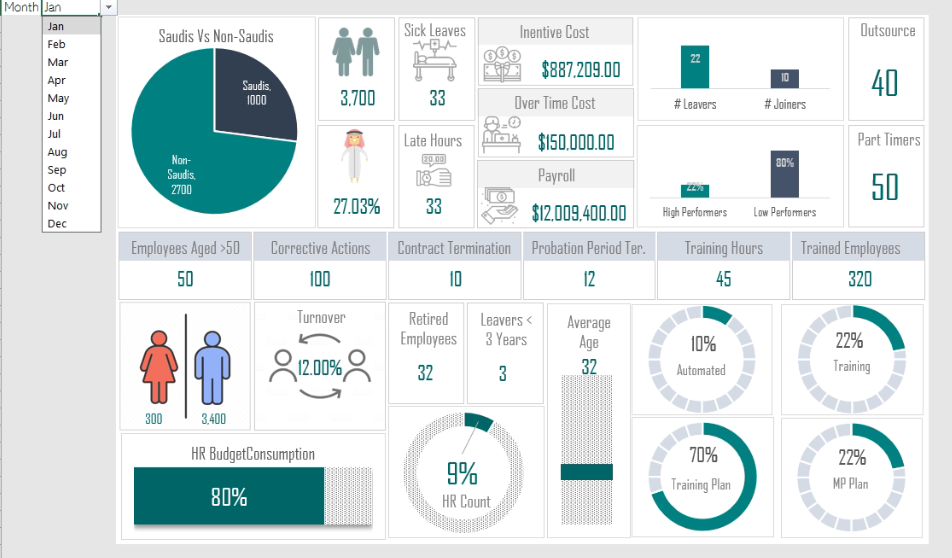 Month Jan
Jan
Feb
Mar
Apr
May
Jun
Jul
Aug
Sep
Oct
Nov
Dec
Saudis Vs Non-Saudis
Saudis,
1000
Non-
Saudis,
2700
3,700
27.03%
Sick Leaves
33
Late Hours
20:00
33
Inentive Cost
$887,209.00
Over Time Cost
$150,000.00
Payroll
$12,009,400.00
22
10
# Leavers
# Joiners
22%
80%
High Performers
Low Performers
Outsource
40
Part Timers
50
Employees Aged >50
50
Corrective Actions
100
Contract Termination
10
Probation Period Ter.
12
Training Hours
45
Trained Employees
320
300
3,400
Turnover
12.00%
Retired
Employees
32
Leavers <
3 Years
3
Average
Age
32
10%
Automated
22%
Training
HR BudgetConsumption
80%
9%
HR Count
70%
Training Plan
22%
MP Plan